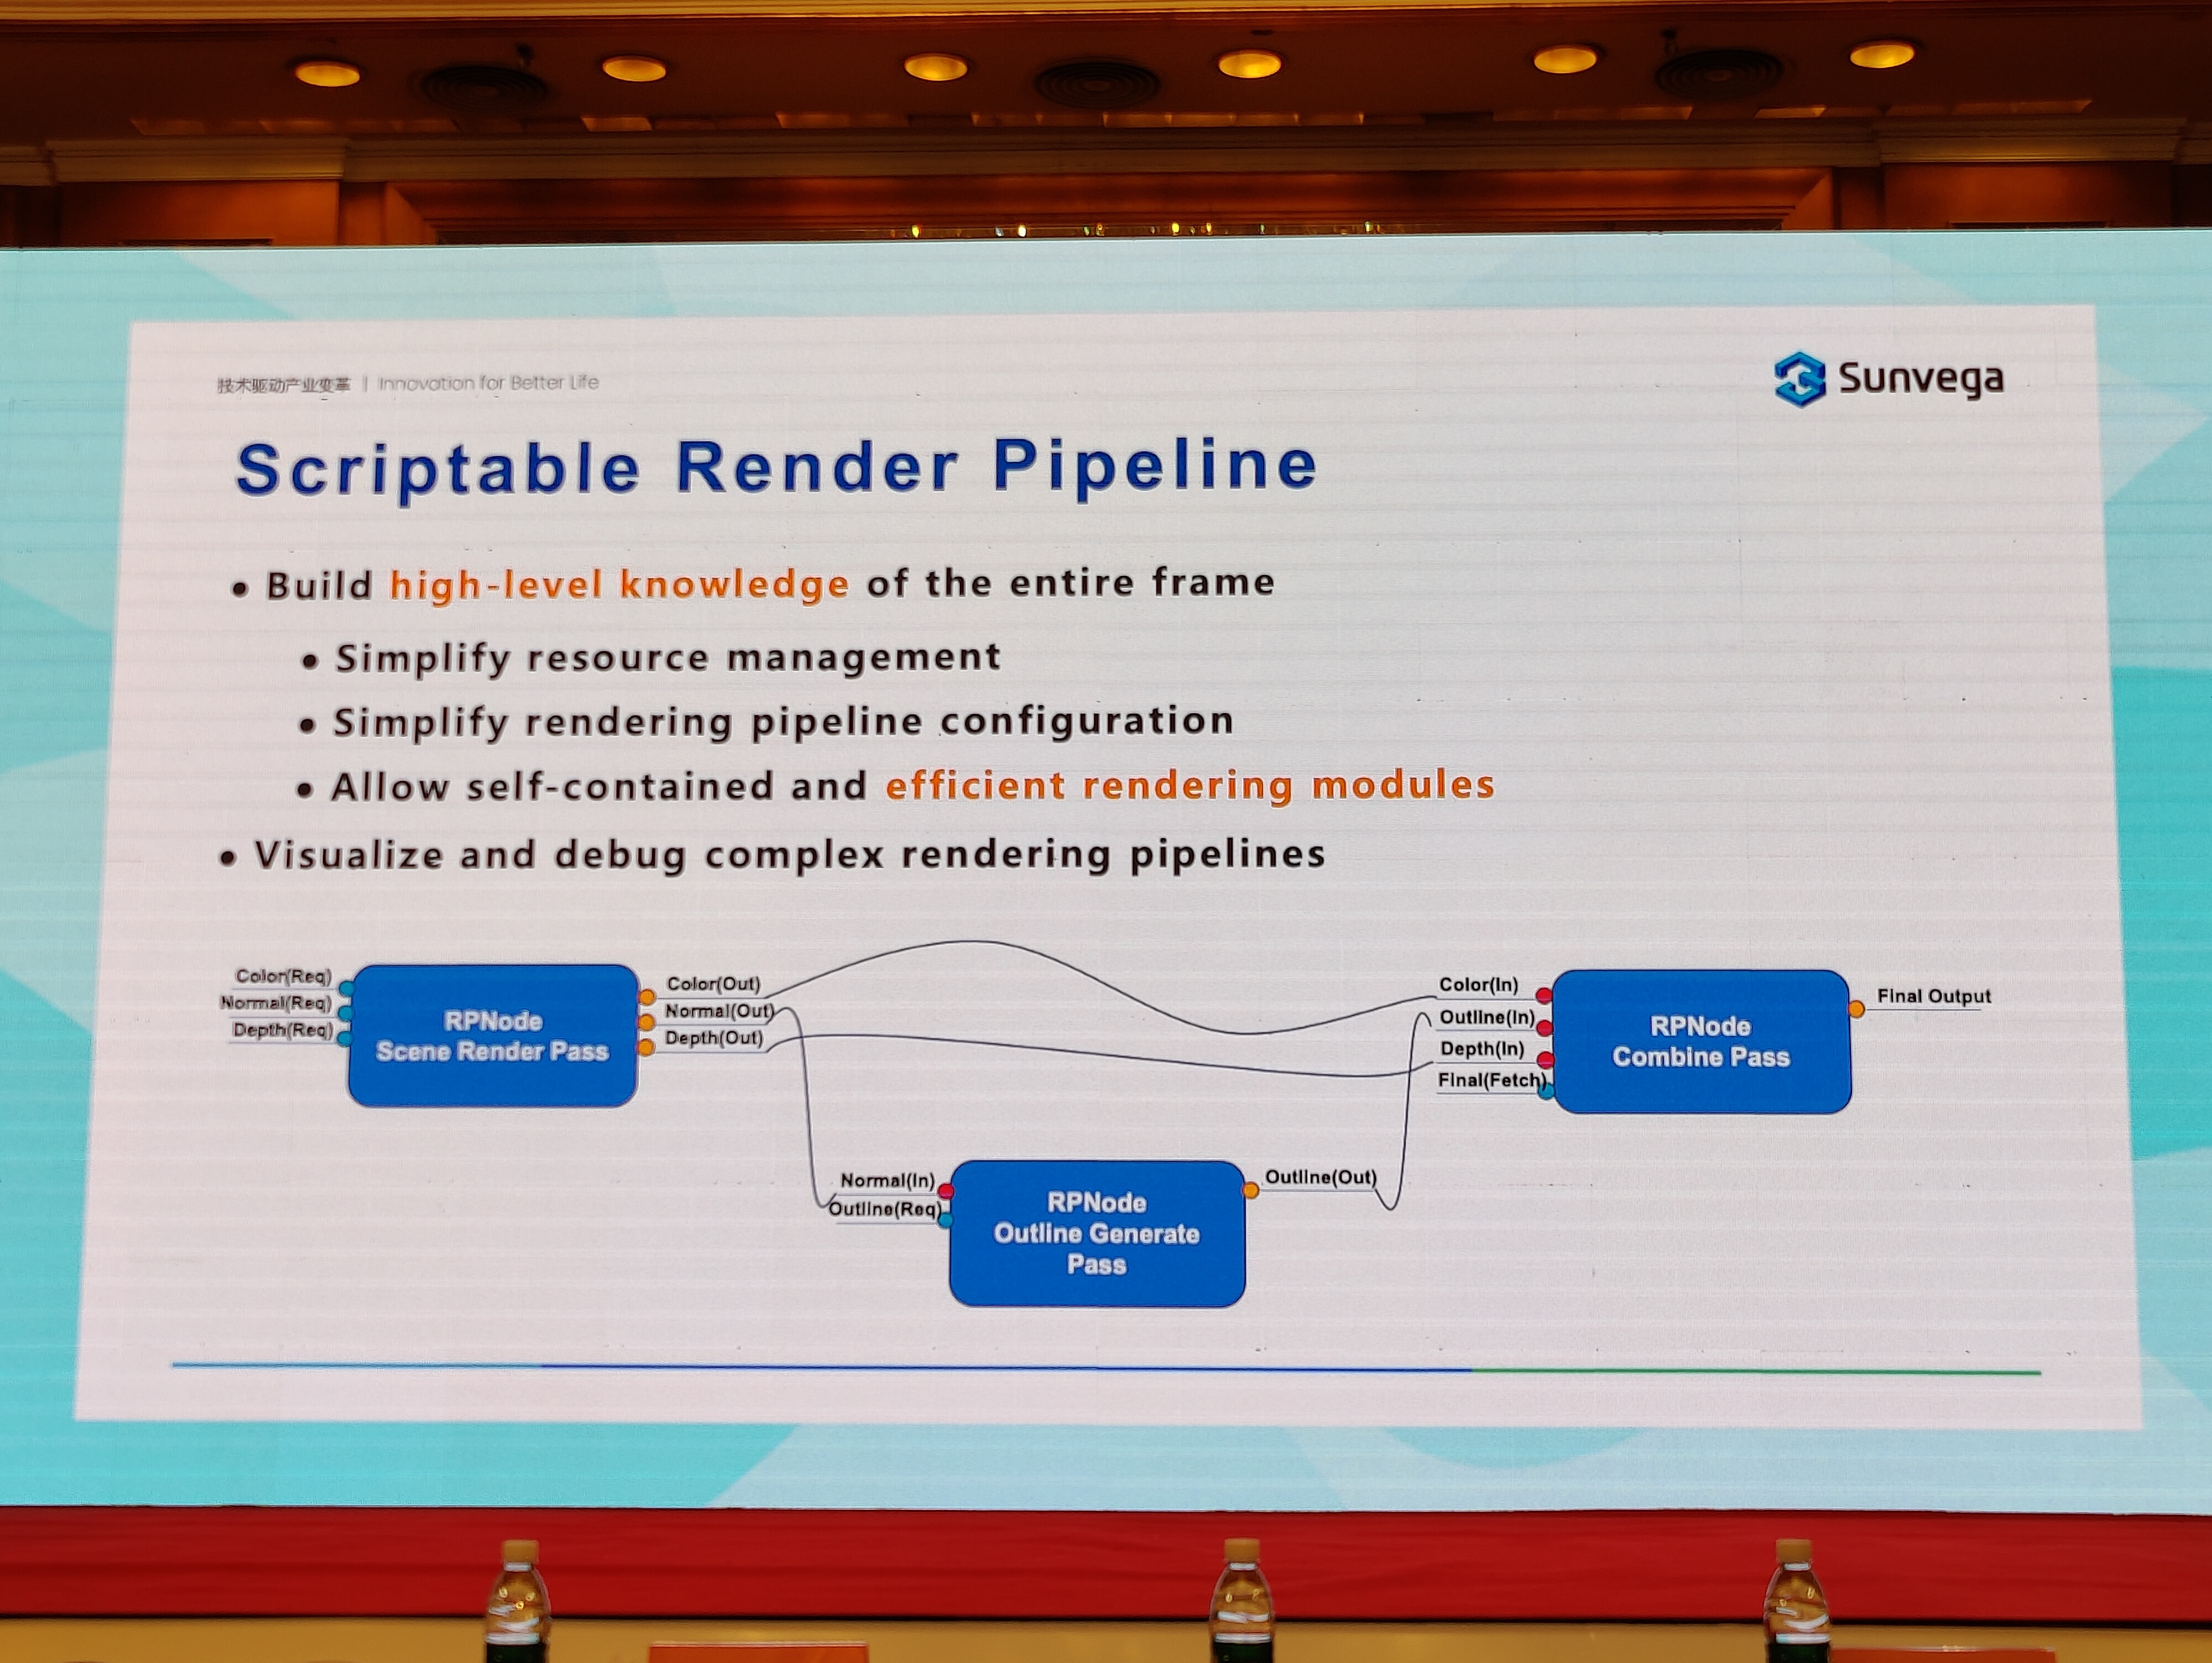 技术驱动产业变革 | Innovation for Better Life
Sunvega
Scriptable Render Pipeline
• Build high-level knowledge of the entire frame
• Simplify resource management
• Simplify rendering pipeline configuration
• Allow self-contained and efficient rendering modules
• Visualize and debug complex rendering pipelines
Color(Req)
Normal(Req)
Depth(Req)
RPNode
Scene Render Pass
Color(Out)
Normal(Out)
Depth(Out)
Color(In)
Outline(In)
Depth(In)
Final(Fetch)
RPNode
Combine Pass
Final Output
Normal(In)
Outline(Req)
RPNode
Outline Generate
Pass
Outline(Out)